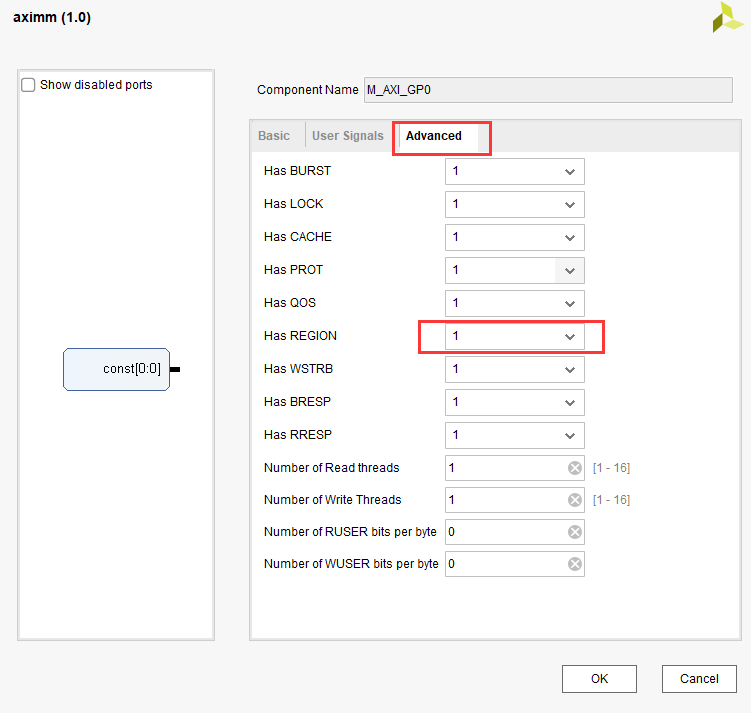 aximm (1.0)
Show disabled ports
const[0:0]
Component Name M_AXI_GP0
Basic User Signals Advanced
Has BURST 1
Has LOCK 1
Has CACHE 1
Has PROT 1
Has QOS 1
Has REGION 1
Has WSTRB 1
Has BRESP 1
Has RRESP 1
Number of Read threads 1 [1 - 16]
Number of Write Threads 1 [1 - 16]
Number of RUSER bits per byte 0
Number of WUSER bits per byte 0
OK Cancel